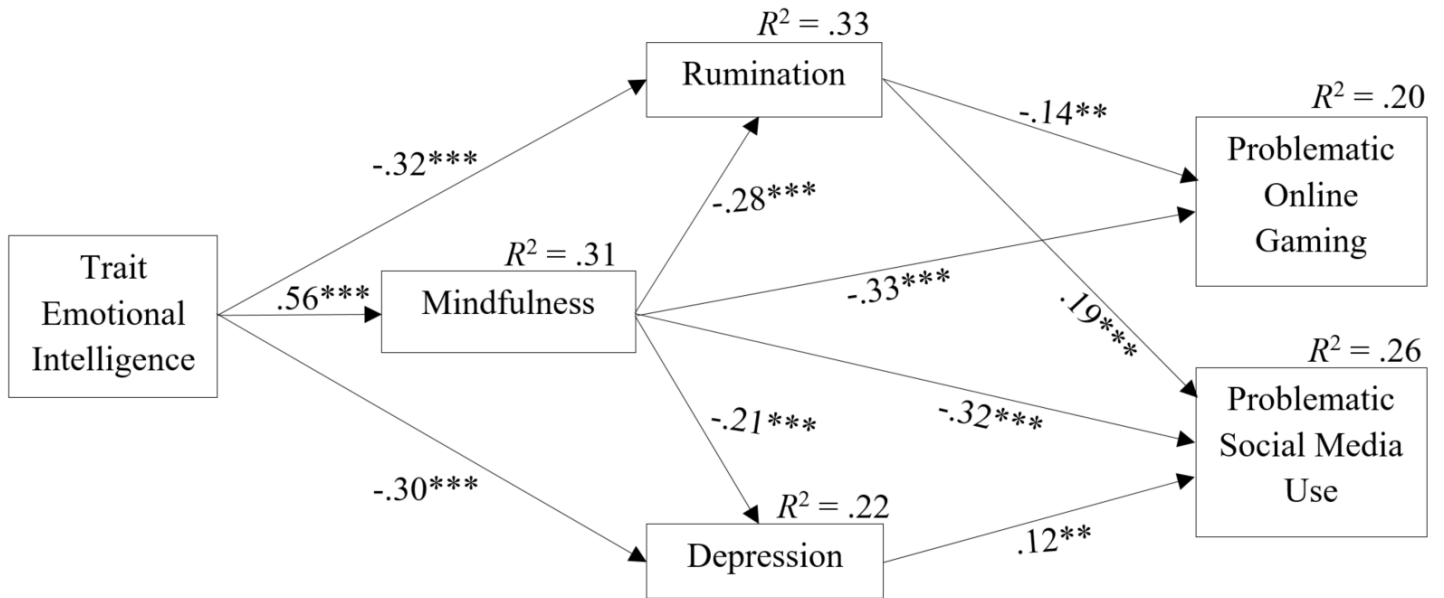 R² = .33
Rumination
R² = .20
Problematic
Online
Gaming
-.14**
-.32***
-.28***
Trait
Emotional
Intelligence
.56***
R² = .31
Mindfulness
-.33***
.19***
R² = .26
Problematic
Social Media
Use
-.32***
-.21***
-.30***
R² = .22
Depression
.12**